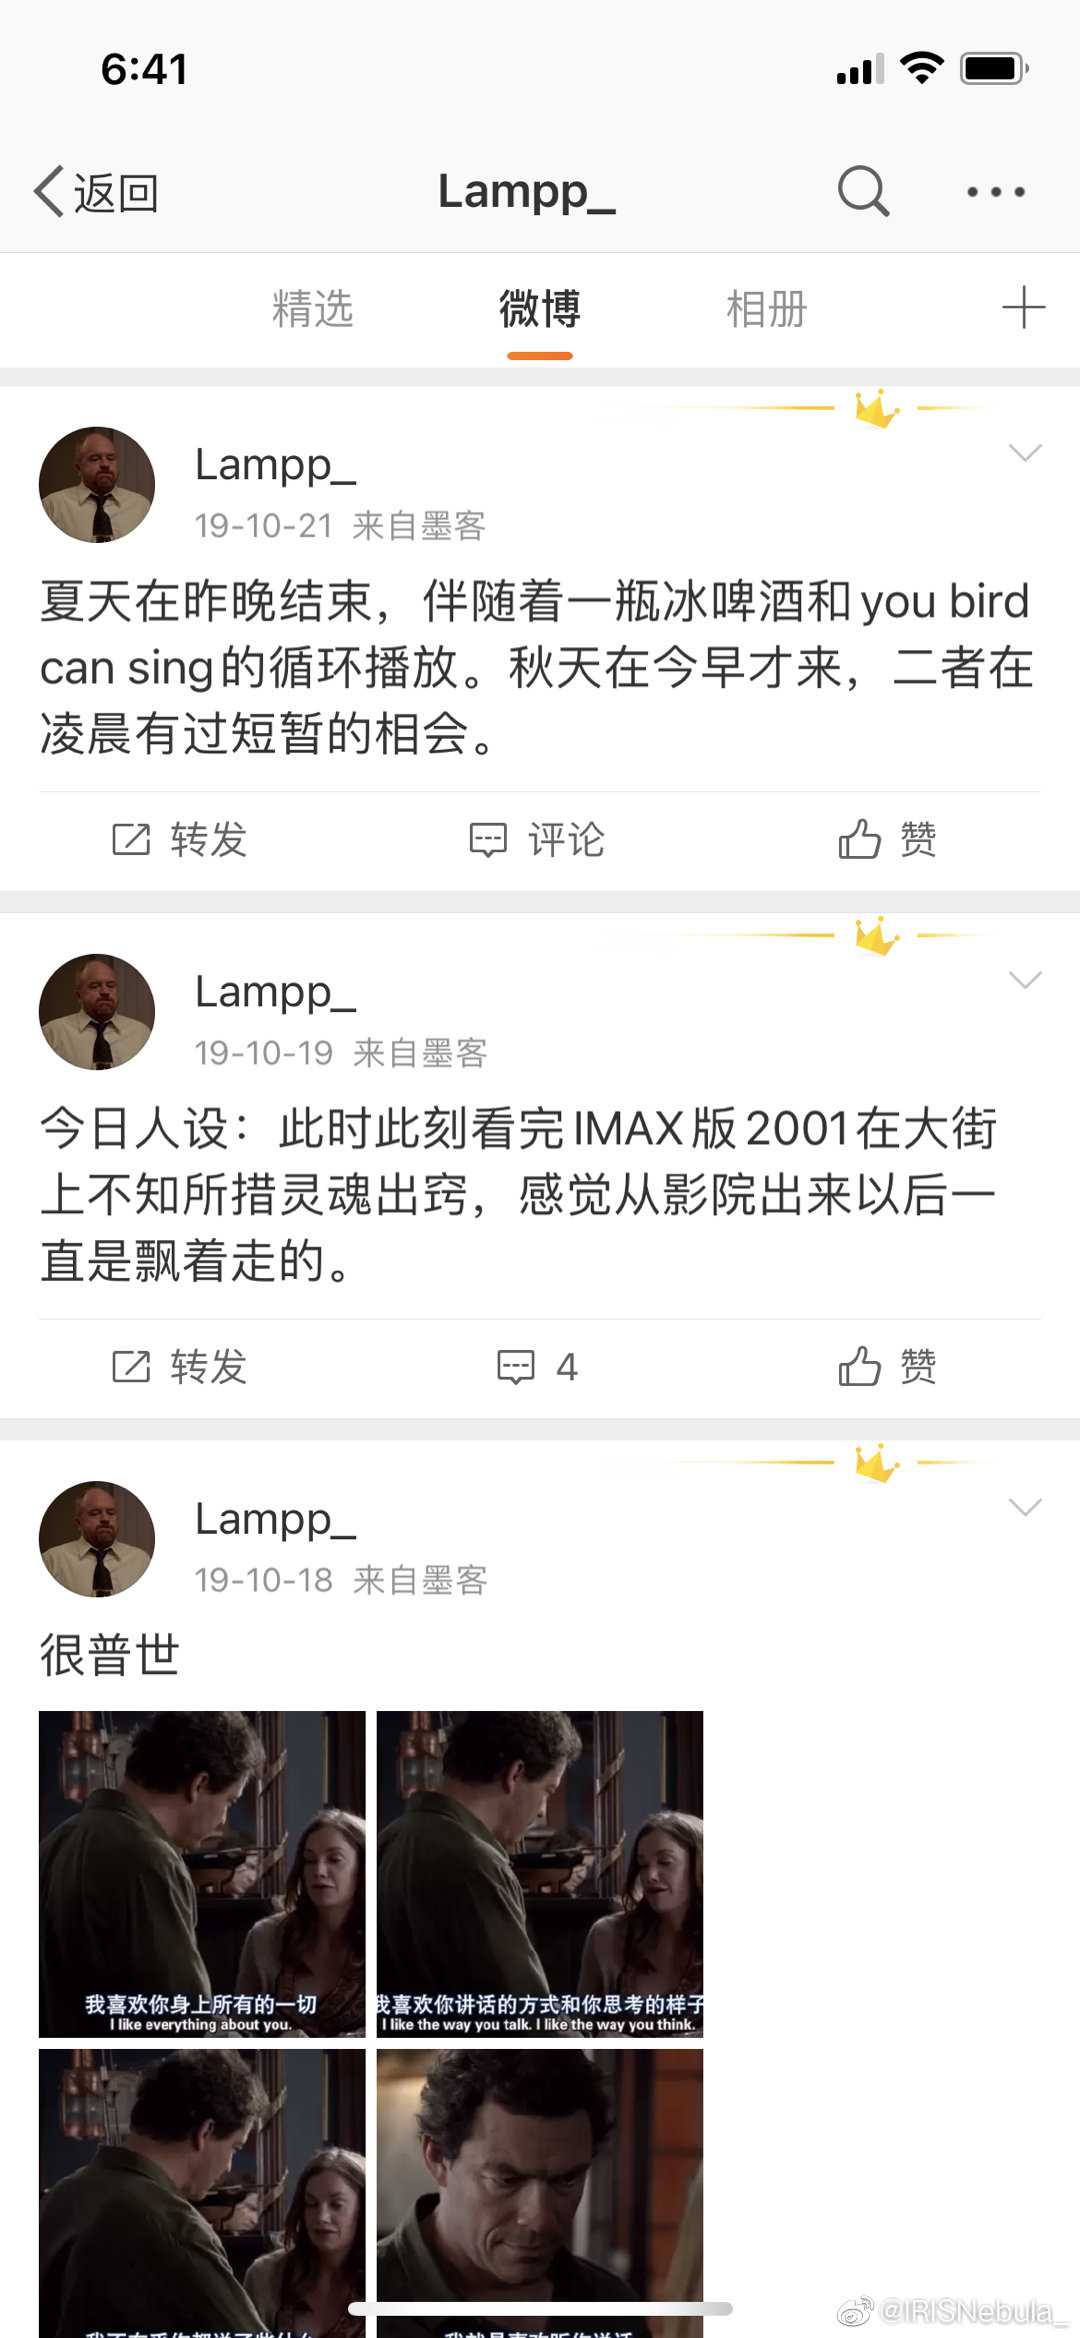 6:41
返回
Lampp_
精选
微博
相册
Lampp_
19-10-21 来自墨客
夏天在昨晚结束，伴随着一瓶冰啤酒和you bird
can sing的循环播放。秋天在今早才来，二者在
凌晨有过短暂的相会。
转发
评论
赞
Lampp_
19-10-19 来自墨客
今日人设：此时此刻看完IMAX版2001在大街
上不知所措灵魂出窍，感觉从影院出来以后一
直是飘着走的。
转发
4
赞
Lampp_
19-10-18 来自墨客
很普世
我喜欢你身上所有的一切
I like everything about you.
我喜欢你讲话的方式和你思考的样子
I like the way you talk. I like the way you think.
@IRISNebula_